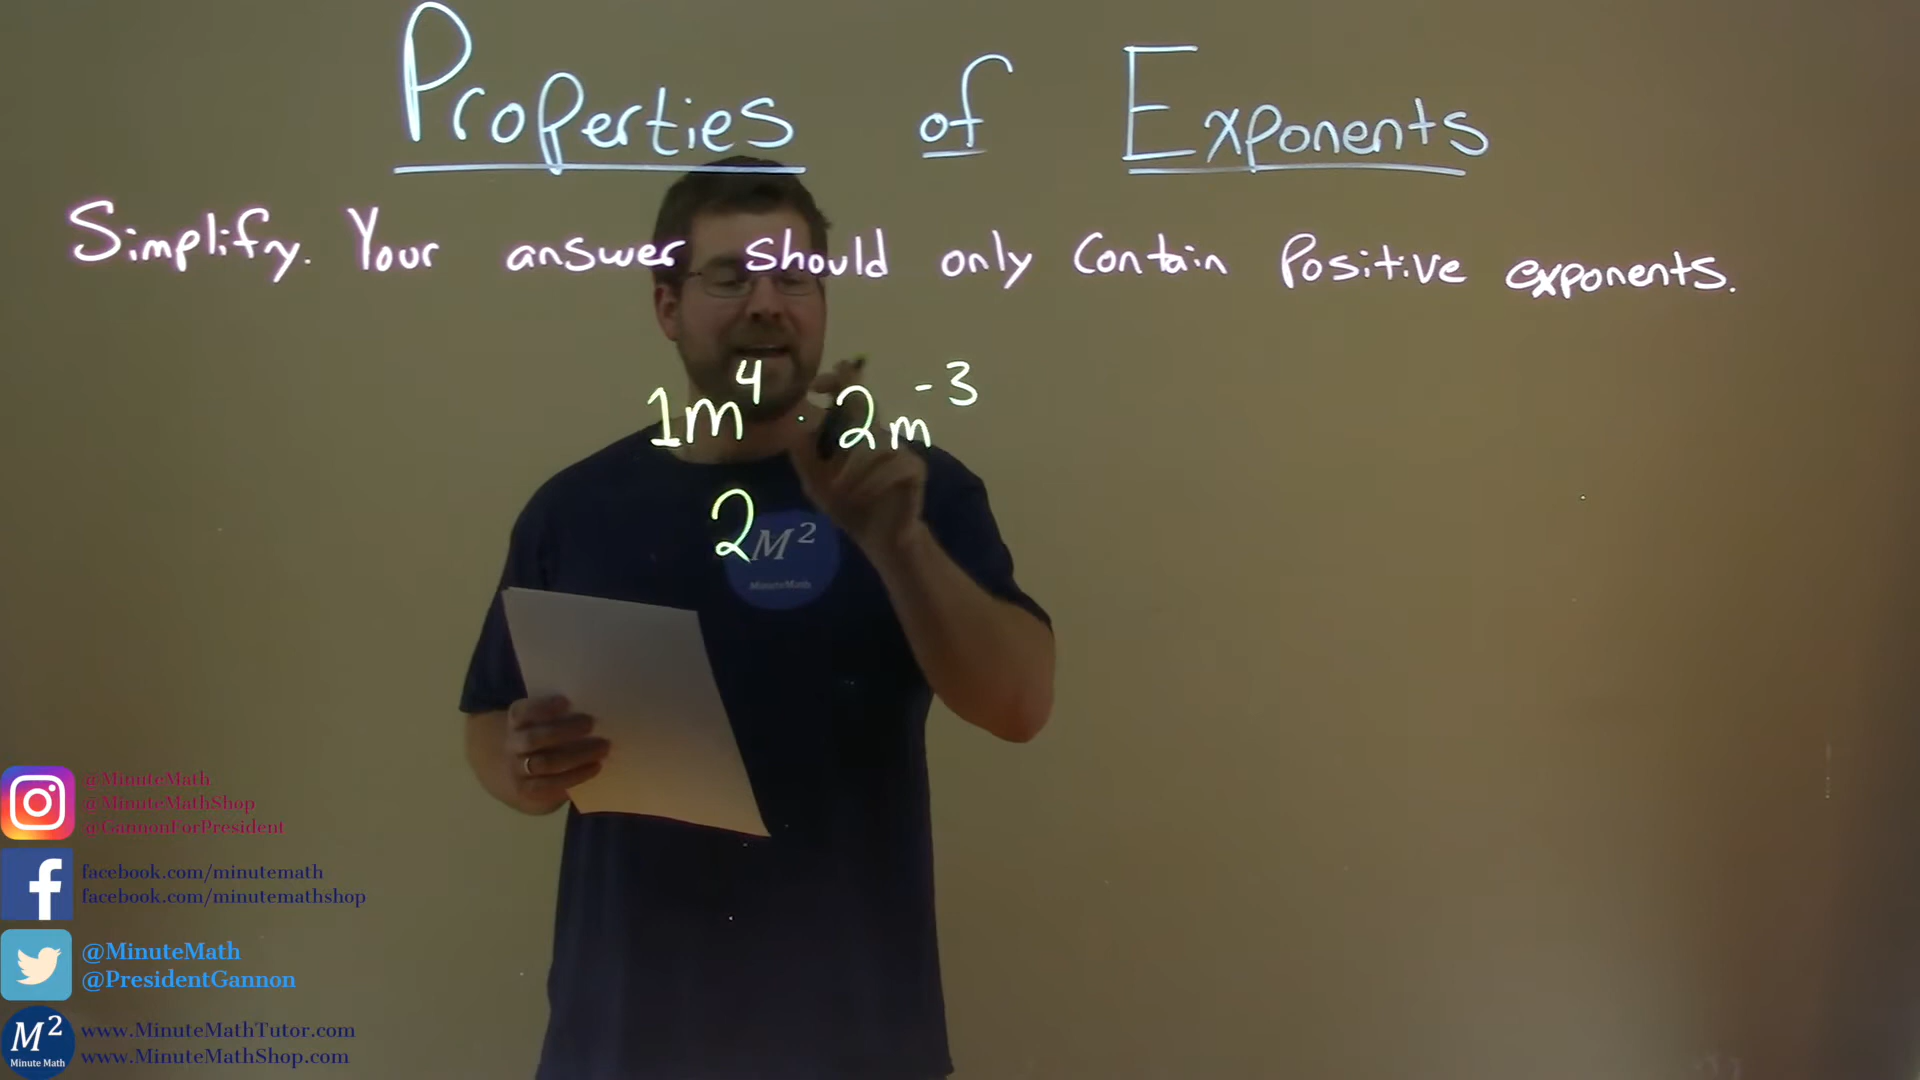 Properties of Exponents
Simplify. Your answer should only contain positive exponents.
1m⁴ · 2m⁻³
2
M²
MinuteMath
@MinuteMath
@MinuteMathShop
@GannonForPresident
facebook.com/minutemath
facebook.com/minutemathshop
@MinuteMath
@PresidentGannon
M²
Minute Math
www.MinuteMathTutor.com
www.MinuteMathShop.com